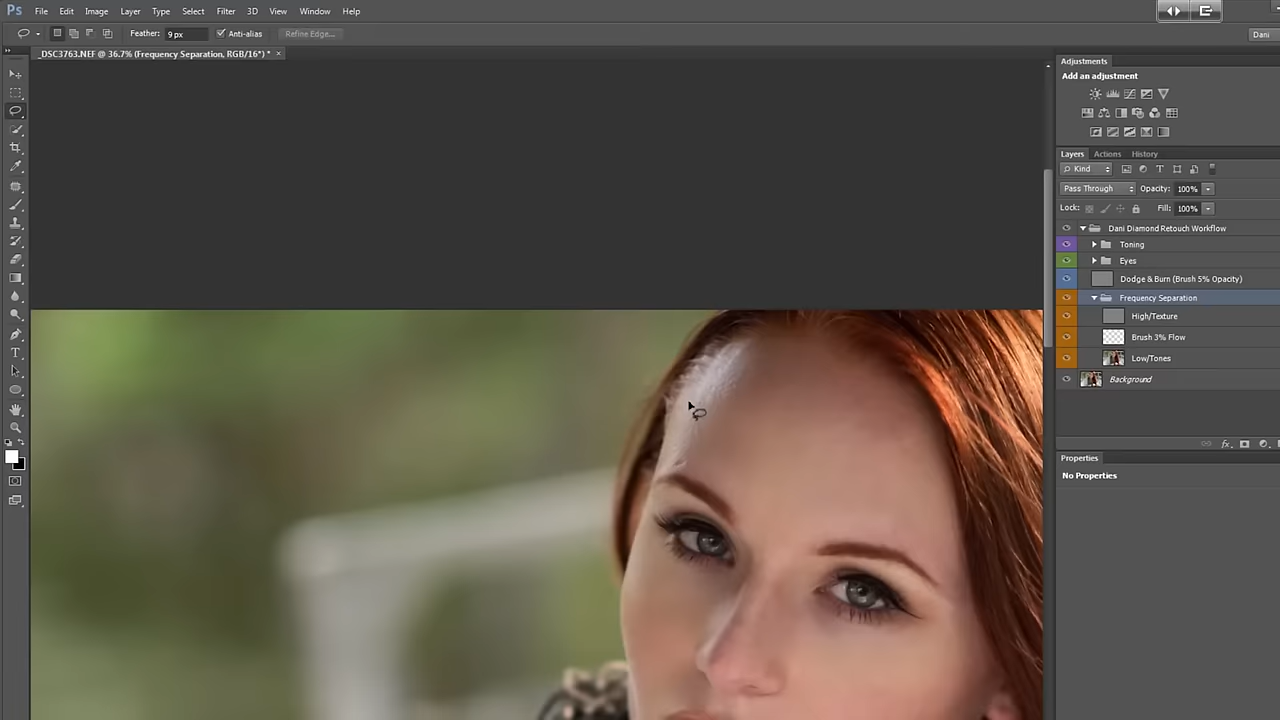 Ps File Edit Image Layer Type Select Filter 3D View Window Help
Feather: 9 px Anti-alias Refine Edge... Dani
_DSC3763.NEF @ 36.7% (Frequency Separation, RGB/16*) * ×
Adjustments
Add an adjustment
Layers Actions History
Kind
Pass Through Opacity: 100%
Lock: Fill: 100%
Dani Diamond Retouch Workflow
Toning
Eyes
Dodge & Burn (Brush 5% Opacity)
Frequency Separation
High/Texture
Brush 3% Flow
Low/Tones
Background
fx
Properties
No Properties